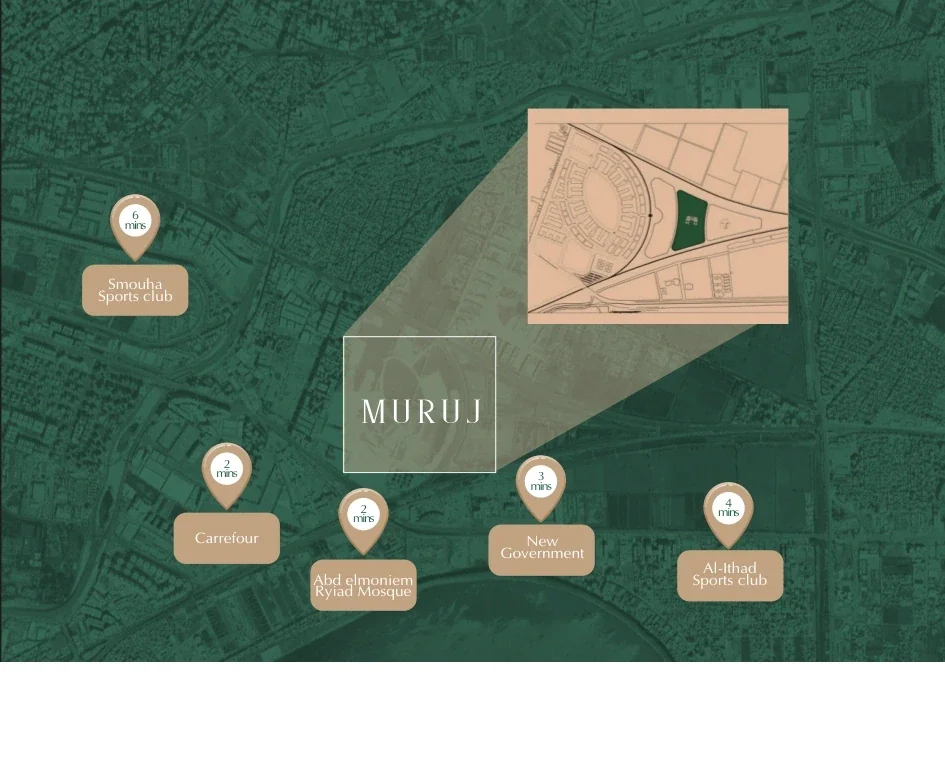 6
mins
Smouha
Sports club
MURUJ
2
mins
Carrefour
2
mins
Abd elmoniem
Ryiad Mosque
3
mins
New
Government
4
mins
Al-Ithad
Sports club